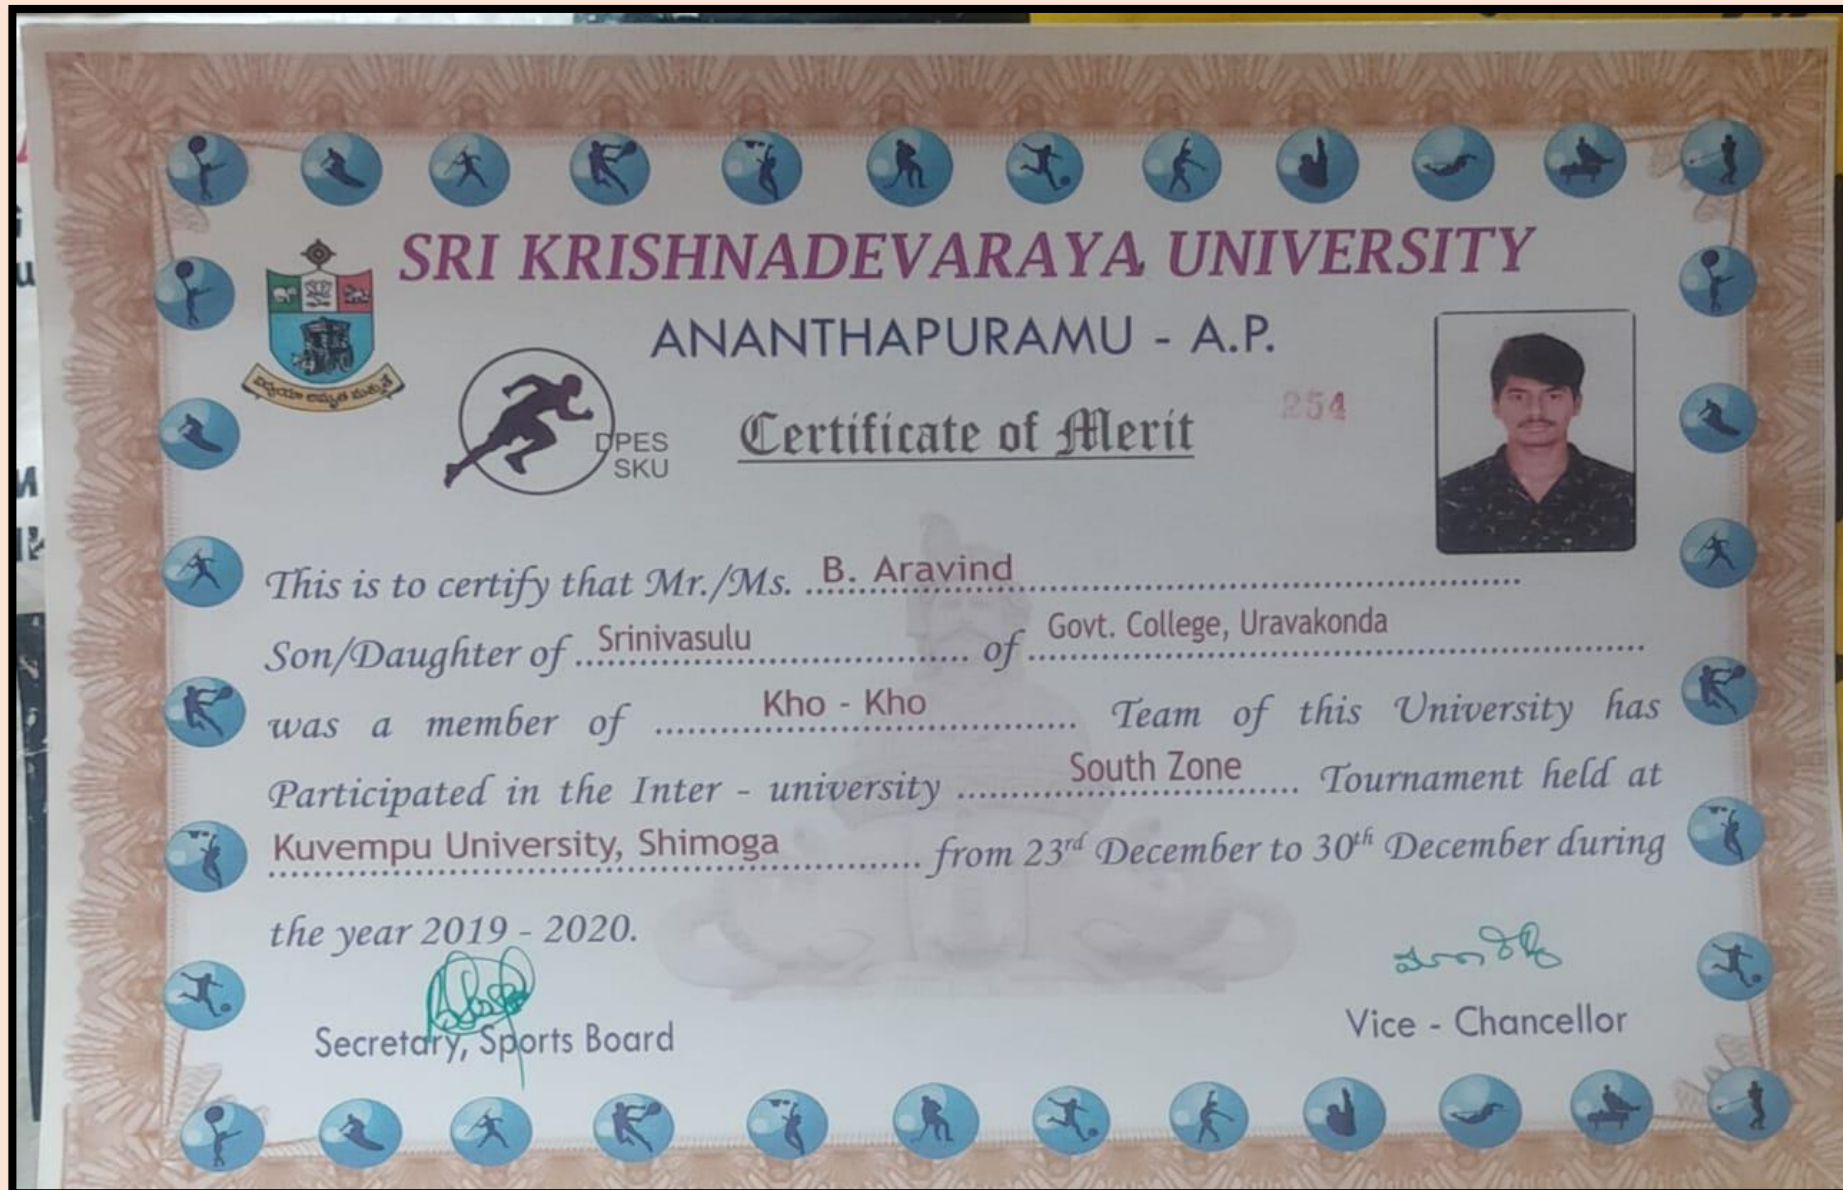 SRI KRISHNADEVARAYA UNIVERSITY
ANANTHAPURAMU - A.P.
విద్యయా అమృత మశ్నుతే
DPES
SKU
Certificate of Merit
254
This is to certify that Mr./Ms. B. Aravind
Son/Daughter of Srinivasulu of Govt. College, Uravakonda
was a member of Kho - Kho Team of this University has
Participated in the Inter - university South Zone Tournament held at
Kuvempu University, Shimoga from 23rd December to 30th December during
the year 2019 - 2020.
Secretary, Sports Board
Vice - Chancellor